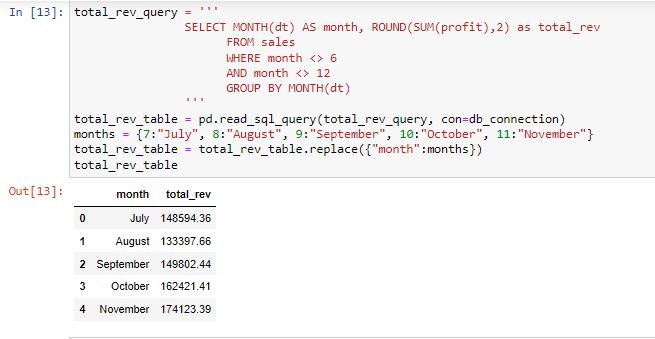 In [13]: total_rev_query = '''
SELECT MONTH(dt) AS month, ROUND(SUM(profit),2) as total_rev
FROM sales
WHERE month <> 6
AND month <> 12
GROUP BY MONTH(dt)
'''
total_rev_table = pd.read_sql_query(total_rev_query, con=db_connection)
months = {7:"July", 8:"August", 9:"September", 10:"October", 11:"November"}
total_rev_table = total_rev_table.replace({"month":months})
total_rev_table
Out[13]:
month total_rev
0 July 148594.36
1 August 133397.66
2 September 149802.44
3 October 162421.41
4 November 174123.39